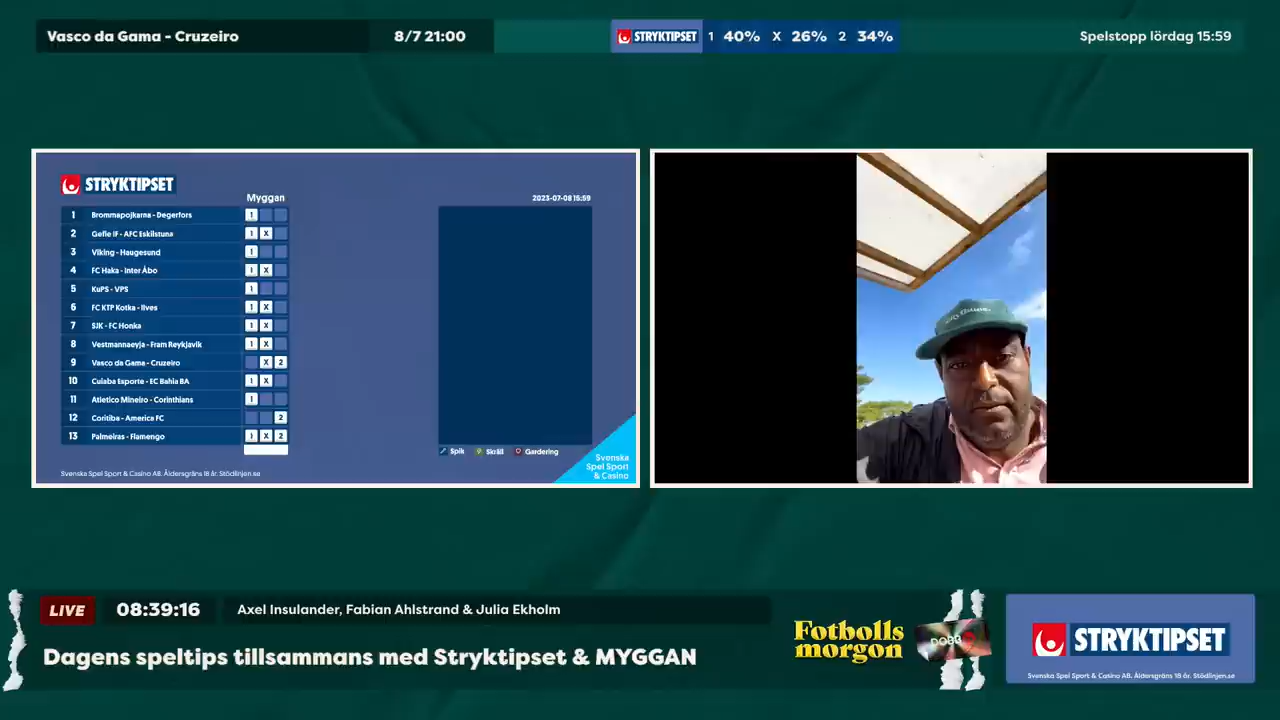 Vasco da Gama - Cruzeiro
8/7 21:00
STRYKTIPSET 1 40% X 26% 2 34%
Spelstopp lördag 15:59
STRYKTIPSET
Myggan
2023-07-08 15:59
1 Brommapojkarna - Degerfors 1
2 Gefle IF - AFC Eskilstuna 1 X
3 Viking - Haugesund 1
4 FC Haka - Inter Åbo 1 X
5 KuPS - VPS 1
6 FC KTP Kotka - Ilves 1 X
7 SJK - FC Honka 1 X
8 Vestmannaeyja - Fram Reykjavik 1 X
9 Vasco da Gama - Cruzeiro X 2
10 Cuiaba Esporte - EC Bahia BA 1 X
11 Atletico Mineiro - Corinthians 1
12 Coritiba - America FC 2
13 Palmeiras - Flamengo 1 X 2
Spik Skräll Gardering
Svenska Spel Sport & Casino AB. Åldersgräns 18 år. Stödlinjen.se
Svenska
Spel Sport
& Casino
LIVE 08:39:16 Axel Insulander, Fabian Ahlstrand & Julia Ekholm
Dagens speltips tillsammans med Stryktipset & MYGGAN
Fotbolls
morgon
STRYKTIPSET
Svenska Spel Sport & Casino AB. Åldersgräns 18 år. Stödlinjen.se